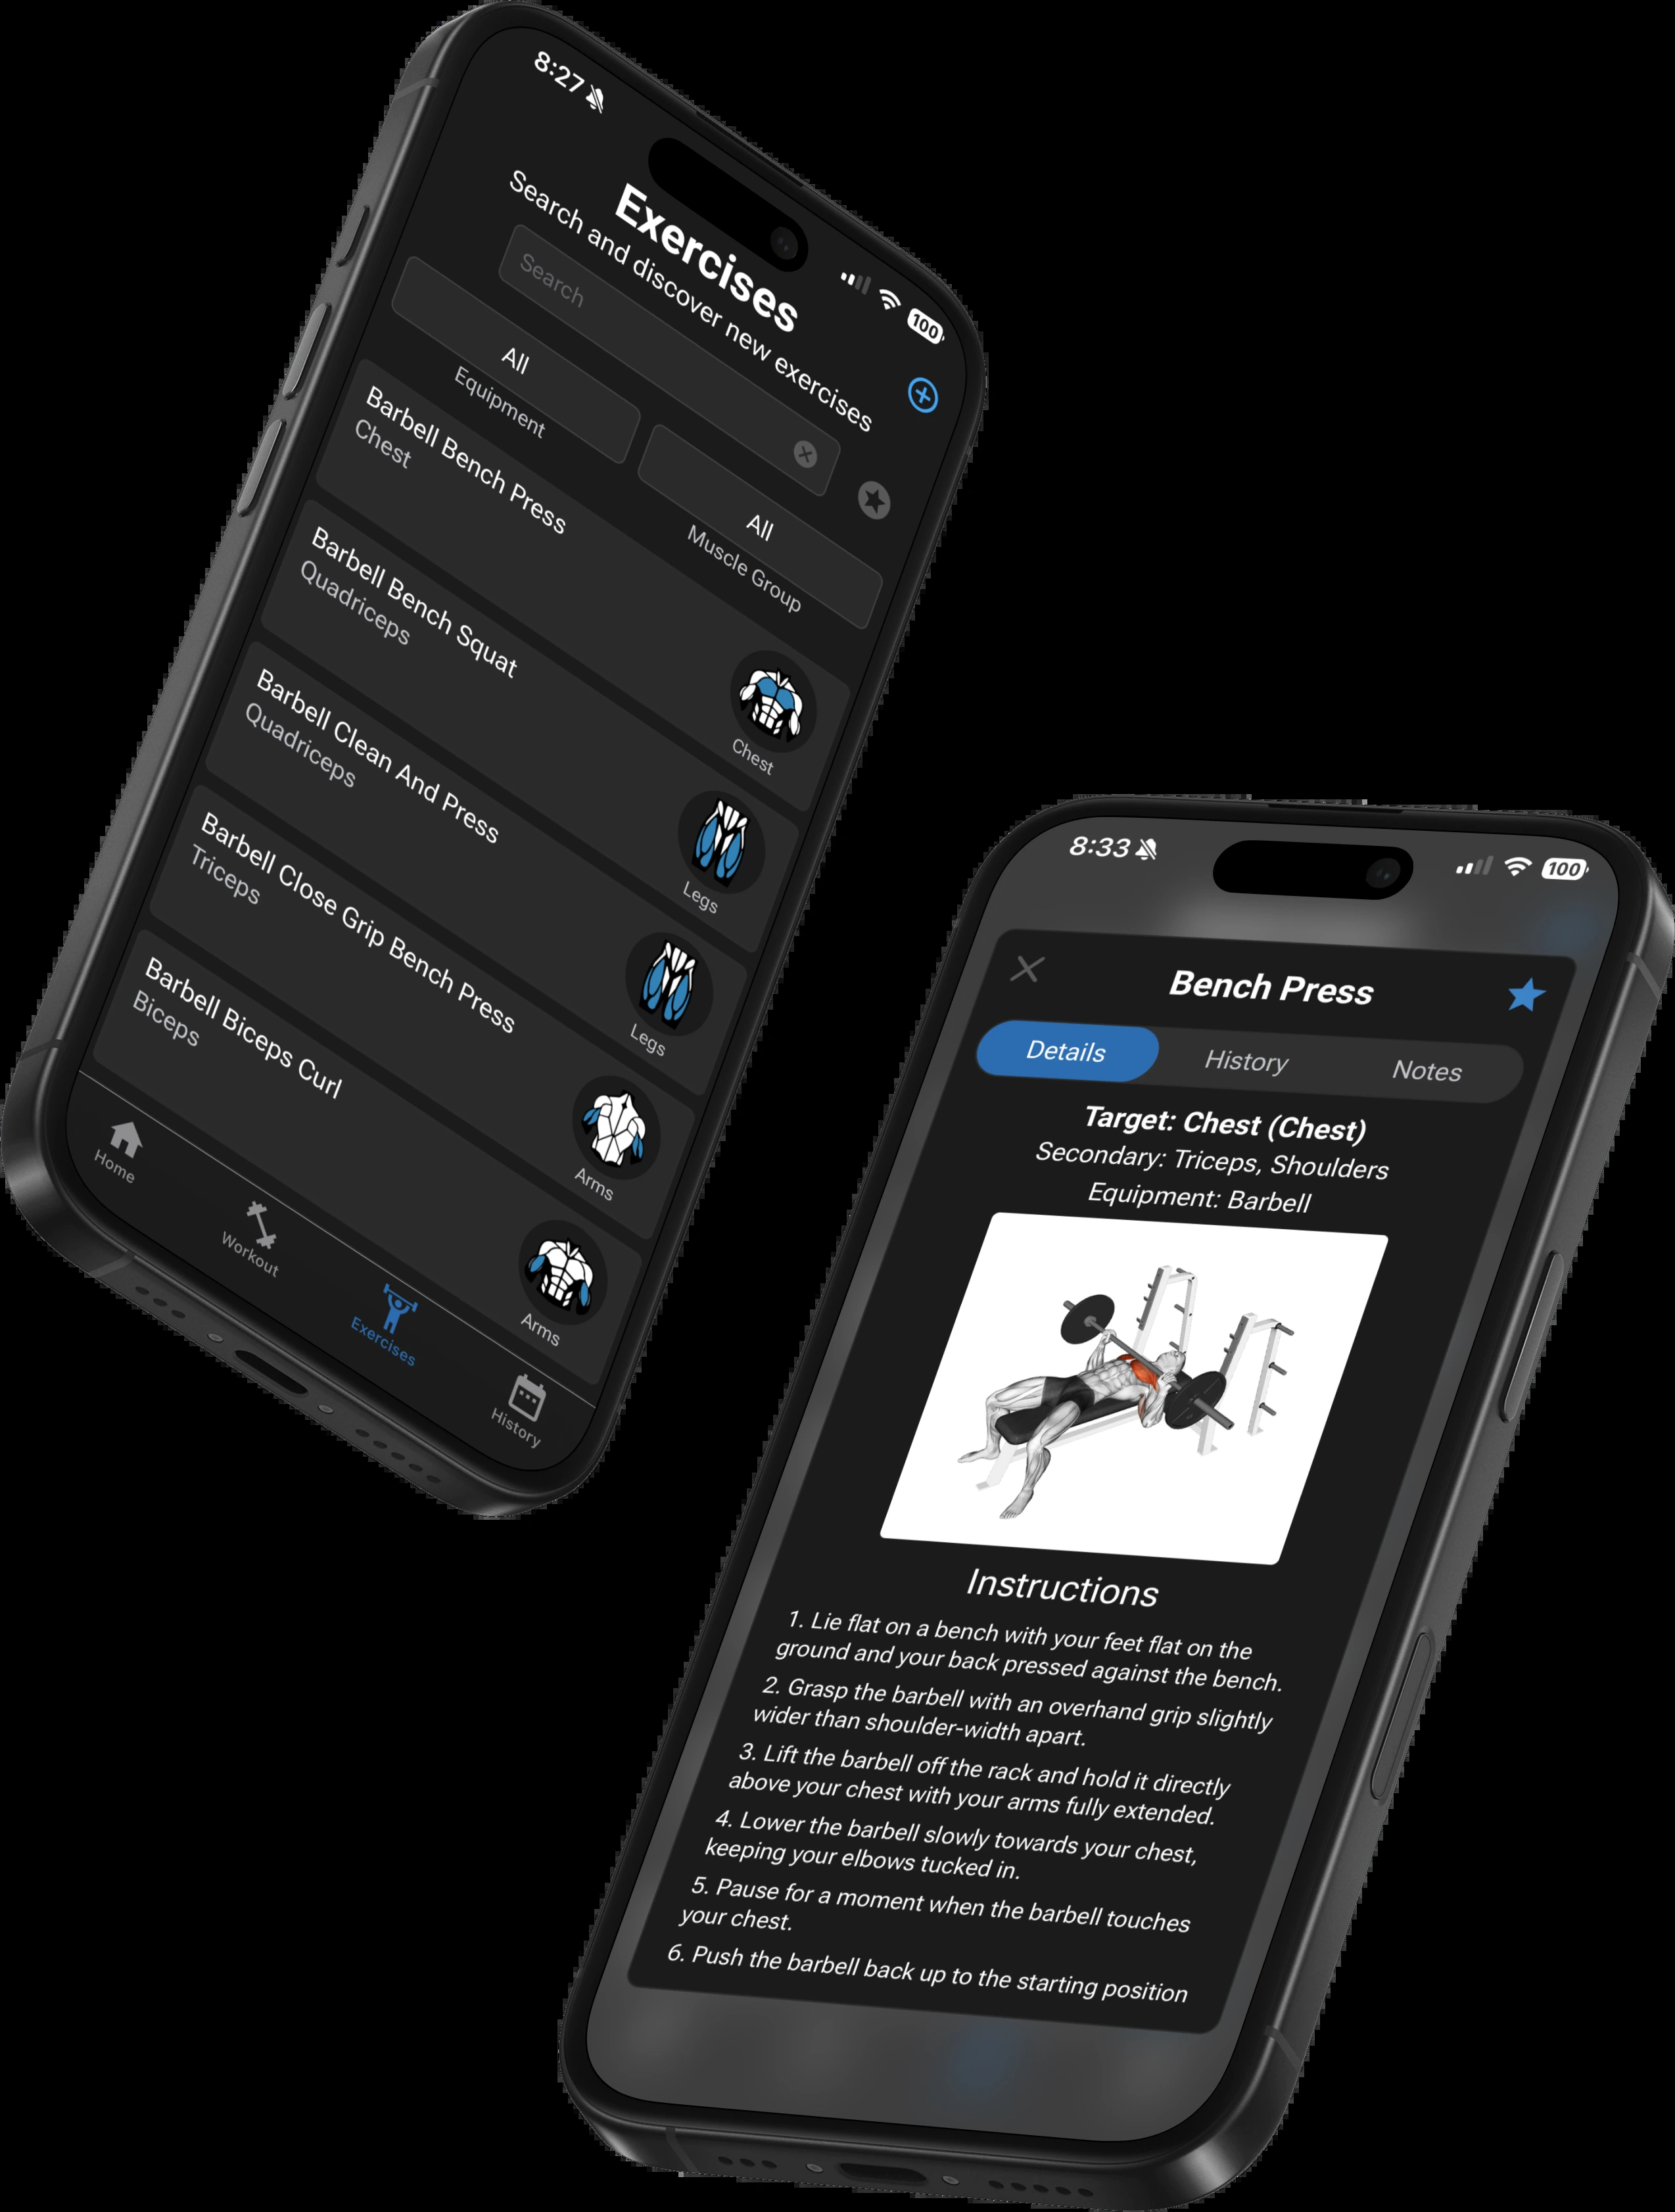 8:27
100
Exercises
Search and discover new exercises
Search
All
Equipment
All
Muscle Group
Barbell Bench Press
Chest
Chest
Barbell Bench Squat
Quadriceps
Legs
Barbell Clean And Press
Quadriceps
Legs
Barbell Close Grip Bench Press
Triceps
Arms
Barbell Biceps Curl
Biceps
Arms
Home
Workout
Exercises
History
8:33
100
Bench Press
Details
History
Notes
Target: Chest (Chest)
Secondary: Triceps, Shoulders
Equipment: Barbell
Instructions
1. Lie flat on a bench with your feet flat on the
ground and your back pressed against the bench.
2. Grasp the barbell with an overhand grip slightly
wider than shoulder-width apart.
3. Lift the barbell off the rack and hold it directly
above your chest with your arms fully extended.
4. Lower the barbell slowly towards your chest,
keeping your elbows tucked in.
5. Pause for a moment when the barbell touches
your chest.
6. Push the barbell back up to the starting position